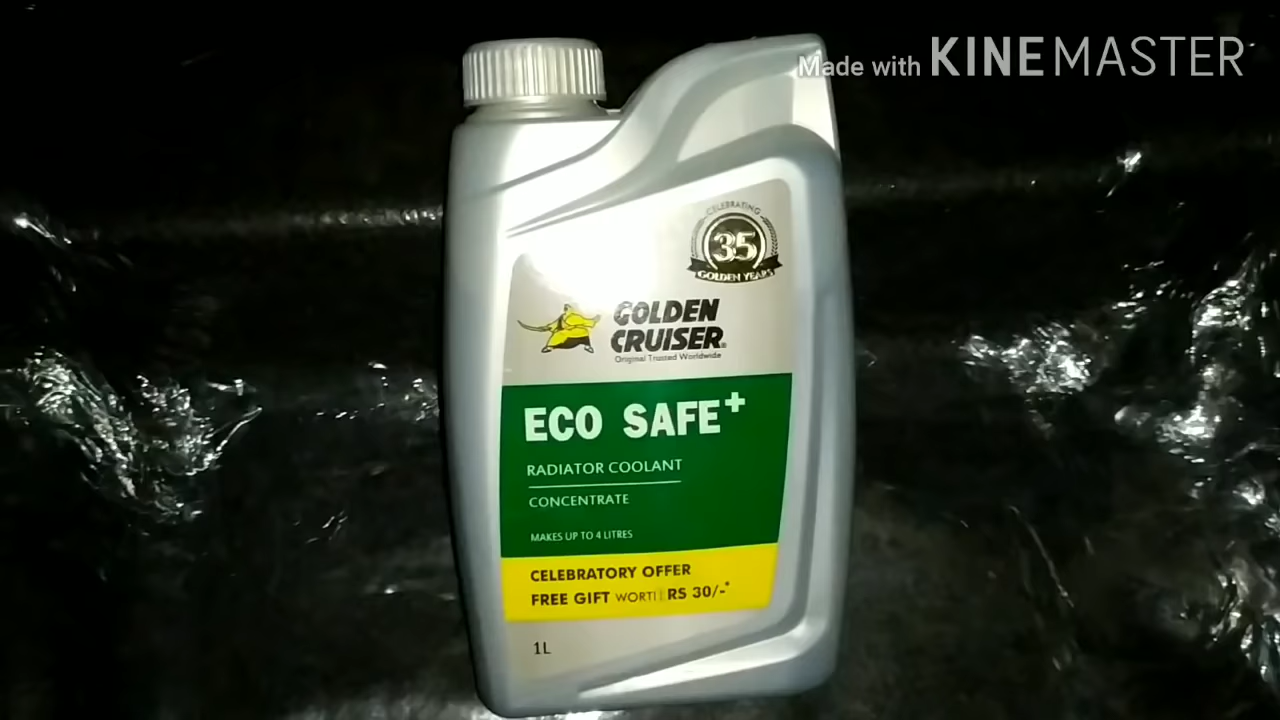 Made with KINEMASTER
CELEBRATING
35
GOLDEN YEARS
GOLDEN
CRUISER
Original Trusted Worldwide
ECO SAFE+
RADIATOR COOLANT
CONCENTRATE
MAKES UP TO 4 LITRES
CELEBRATORY OFFER
FREE GIFT WORTH RS 30/-*
1L